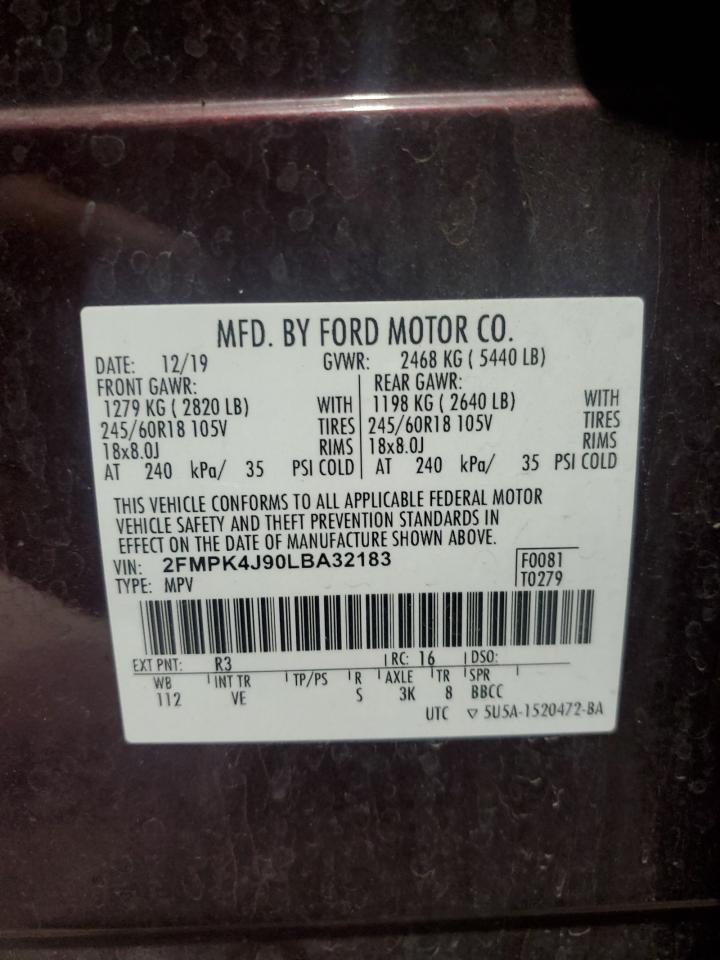 MFD. BY FORD MOTOR CO.
DATE: 12/19 GVWR: 2468 KG ( 5440 LB)
FRONT GAWR: REAR GAWR:
1279 KG ( 2820 LB) WITH 1198 KG ( 2640 LB) WITH
245/60R18 105V TIRES 245/60R18 105V TIRES
18x8.0J RIMS 18x8.0J RIMS
AT 240 kPa/ 35 PSI COLD AT 240 kPa/ 35 PSI COLD
THIS VEHICLE CONFORMS TO ALL APPLICABLE FEDERAL MOTOR
VEHICLE SAFETY AND THEFT PREVENTION STANDARDS IN
EFFECT ON THE DATE OF MANUFACTURE SHOWN ABOVE.
VIN: 2FMPK4J90LBA32183 F0081
TYPE: MPV T0279
EXT PNT: R3 RC: 16 DSO:
WB INT TR TP/PS R AXLE TR SPR
112 VE S 3K 8 BBCC
UTC ▽ 5U5A-1520472-BA